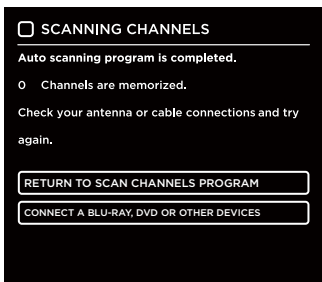 SCANNING CHANNELS
Auto scanning program is completed.
0 Channels are memorized.
Check your antenna or cable connections and try
again.
RETURN TO SCAN CHANNELS PROGRAM
CONNECT A BLU-RAY, DVD OR OTHER DEVICES